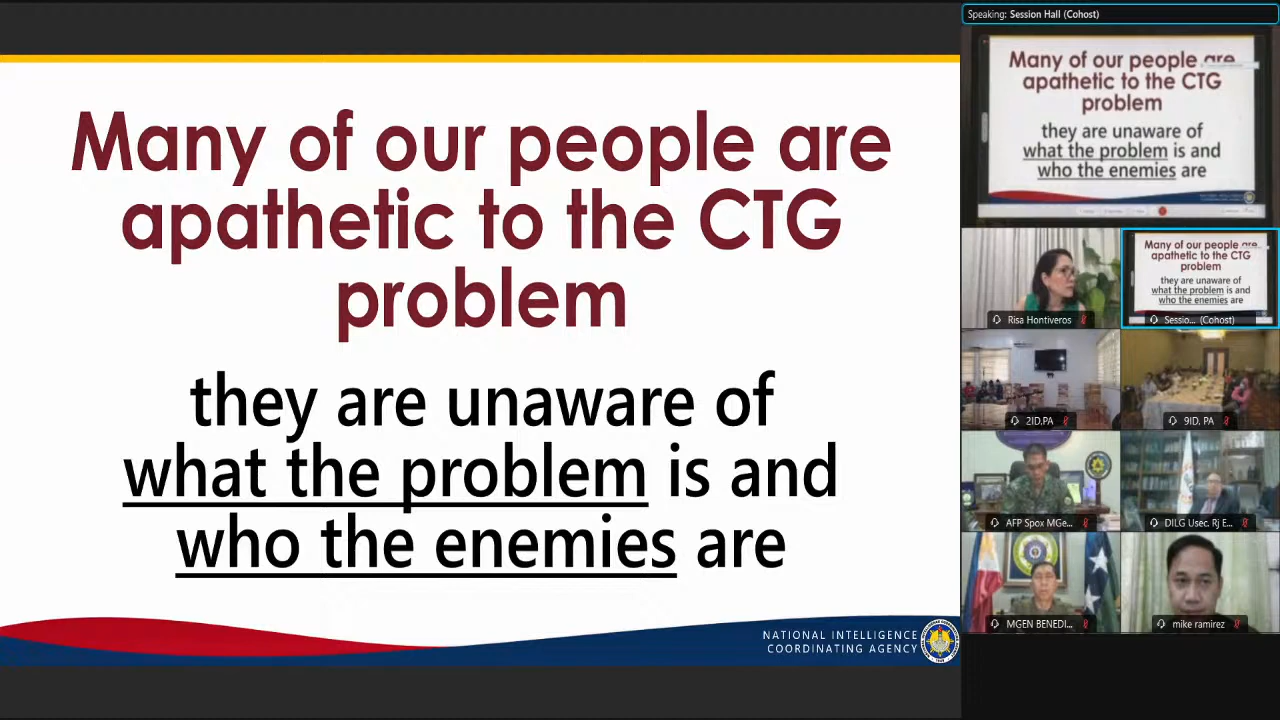 Many of our people are
apathetic to the CTG
problem
they are unaware of
what the problem is and
who the enemies are
NATIONAL INTELLIGENCE
COORDINATING AGENCY
Speaking: Session Hall (Cohost)
Many of our people are
apathetic to the CTG
problem
they are unaware of
what the problem is and
who the enemies are
Risa Hontiveros
Many of our people are
apathetic to the CTG
problem
they are unaware of
what the problem is and
who the enemies are
Sessio... (Cohost)
2ID,PA
9ID, PA
AFP Spox MGe...
DILG Usec. Rj E...
MGEN BENEDI...
mike ramirez